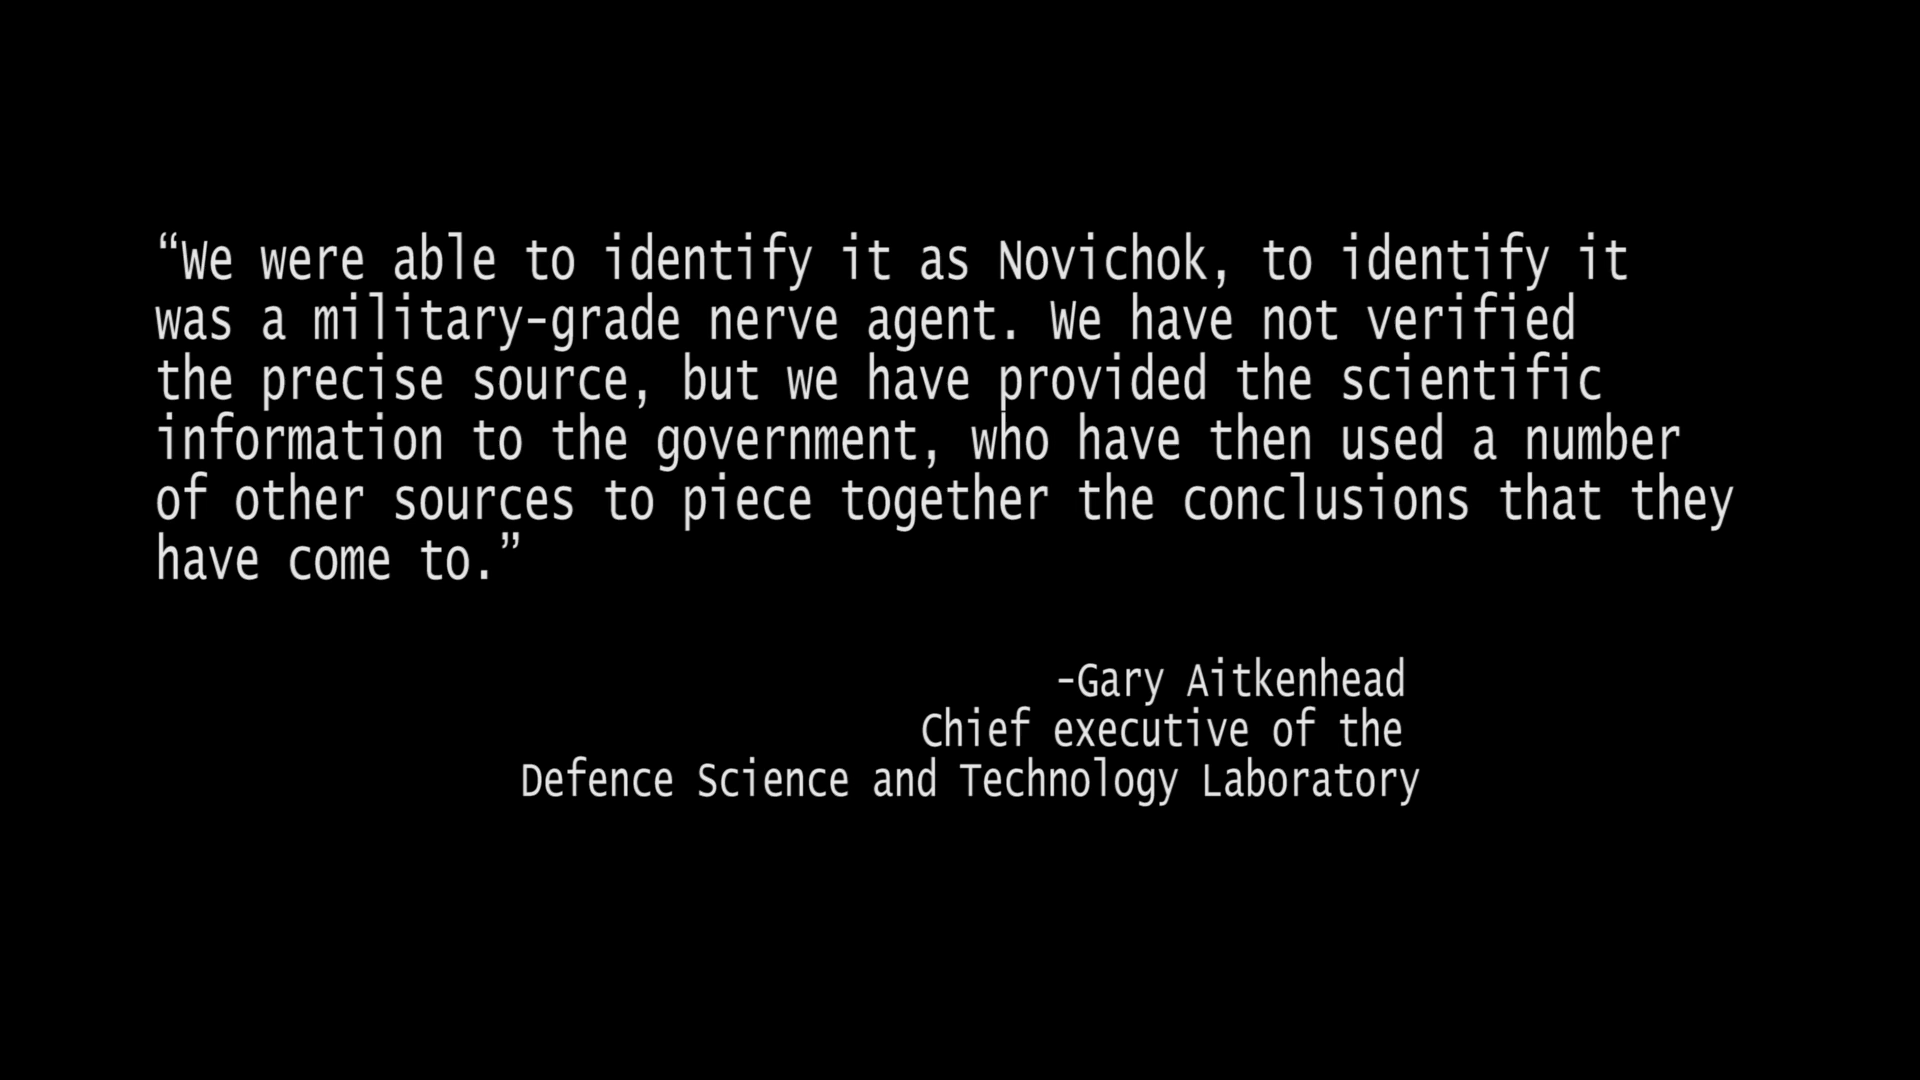 “We were able to identify it as Novichok, to identify it
was a military-grade nerve agent. We have not verified
the precise source, but we have provided the scientific
information to the government, who have then used a number
of other sources to piece together the conclusions that they
have come to.”
-Gary Aitkenhead
Chief executive of the
Defence Science and Technology Laboratory